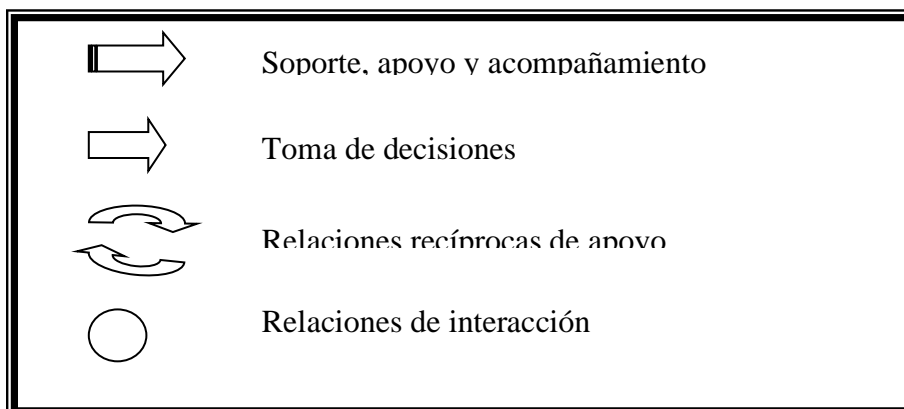 Soporte, apoyo y acompañamiento
Toma de decisiones
Relaciones recíprocas de apoyo
Relaciones de interacción